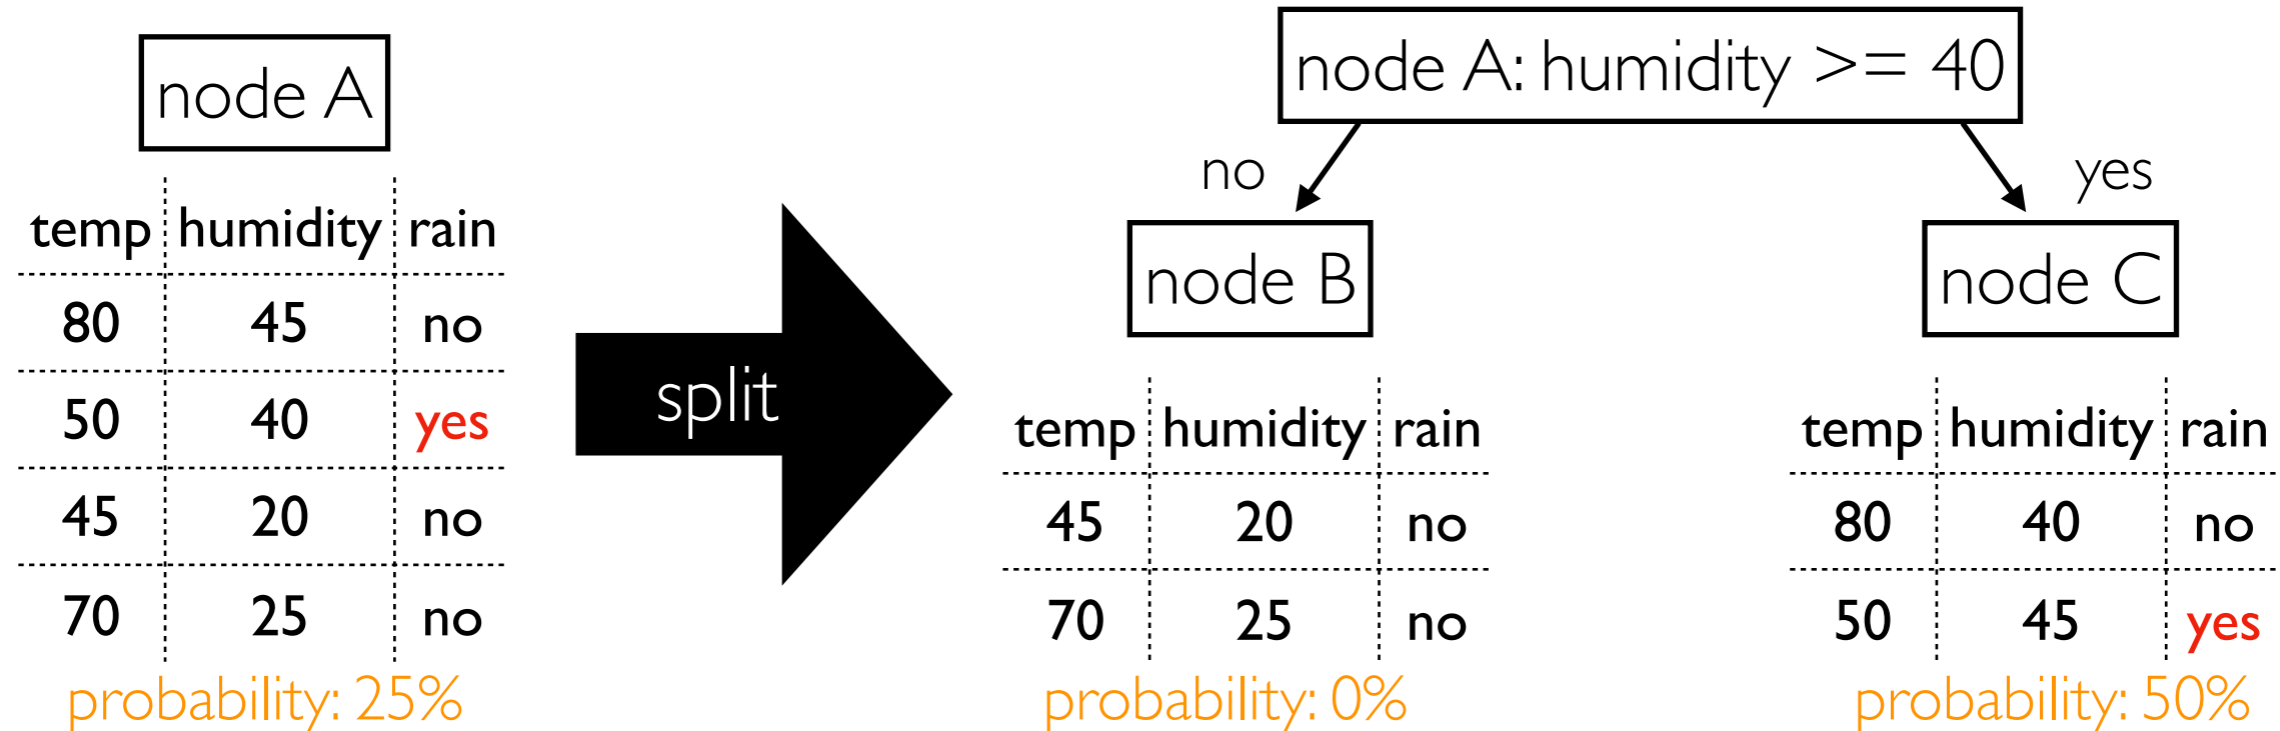 node A
temp humidity rain
80 45 no
50 40 yes
45 20 no
70 25 no
probability: 25%
split
node A: humidity >= 40
no yes
node B
temp humidity rain
45 20 no
70 25 no
probability: 0%
node C
temp humidity rain
80 40 no
50 45 yes
probability: 50%